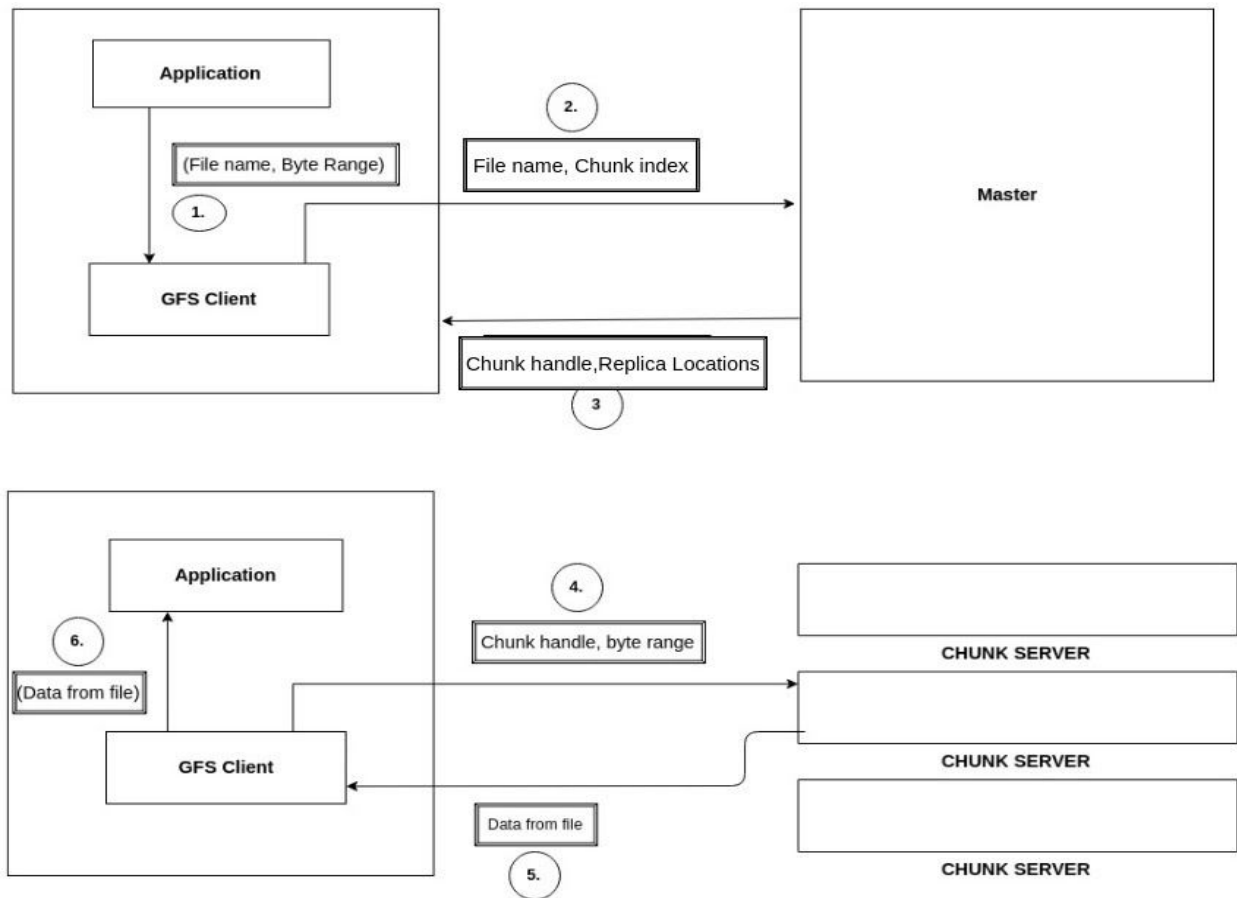 Application
2.
(File name, Byte Range)
File name, Chunk index
1.
Master
GFS Client
Chunk handle,Replica Locations
3
Application
4.
6.
Chunk handle, byte range
CHUNK SERVER
(Data from file)
GFS Client
CHUNK SERVER
Data from file
5.
CHUNK SERVER